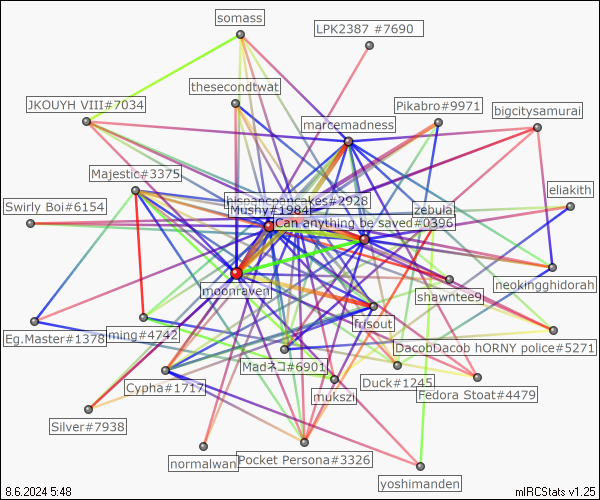 somass
LPK2387 #7690
thesecondtwat
JKOUYH VIII#7034
Pikabro#9971
bigcitysamurai
marcemadness
Majestic#3375
eliakith
hispancpancakes#2928
Swirly Boi#6154
Mushy#1984
zebulai
Can anything be saved#0396
neokingghidorah
moonraven
shawntee9
frisout
Eg.Master#1378
ming#4742
DacobDacob hORNY police#5271
Madネコ#6901
Cypha#1717
Duck#1245
mukszi
Fedora Stoat#4479
Silver#7938
normalwan
Pocket Persona#3326
yoshimanden
8.6.2024 5:48
mIRCStats v1.25